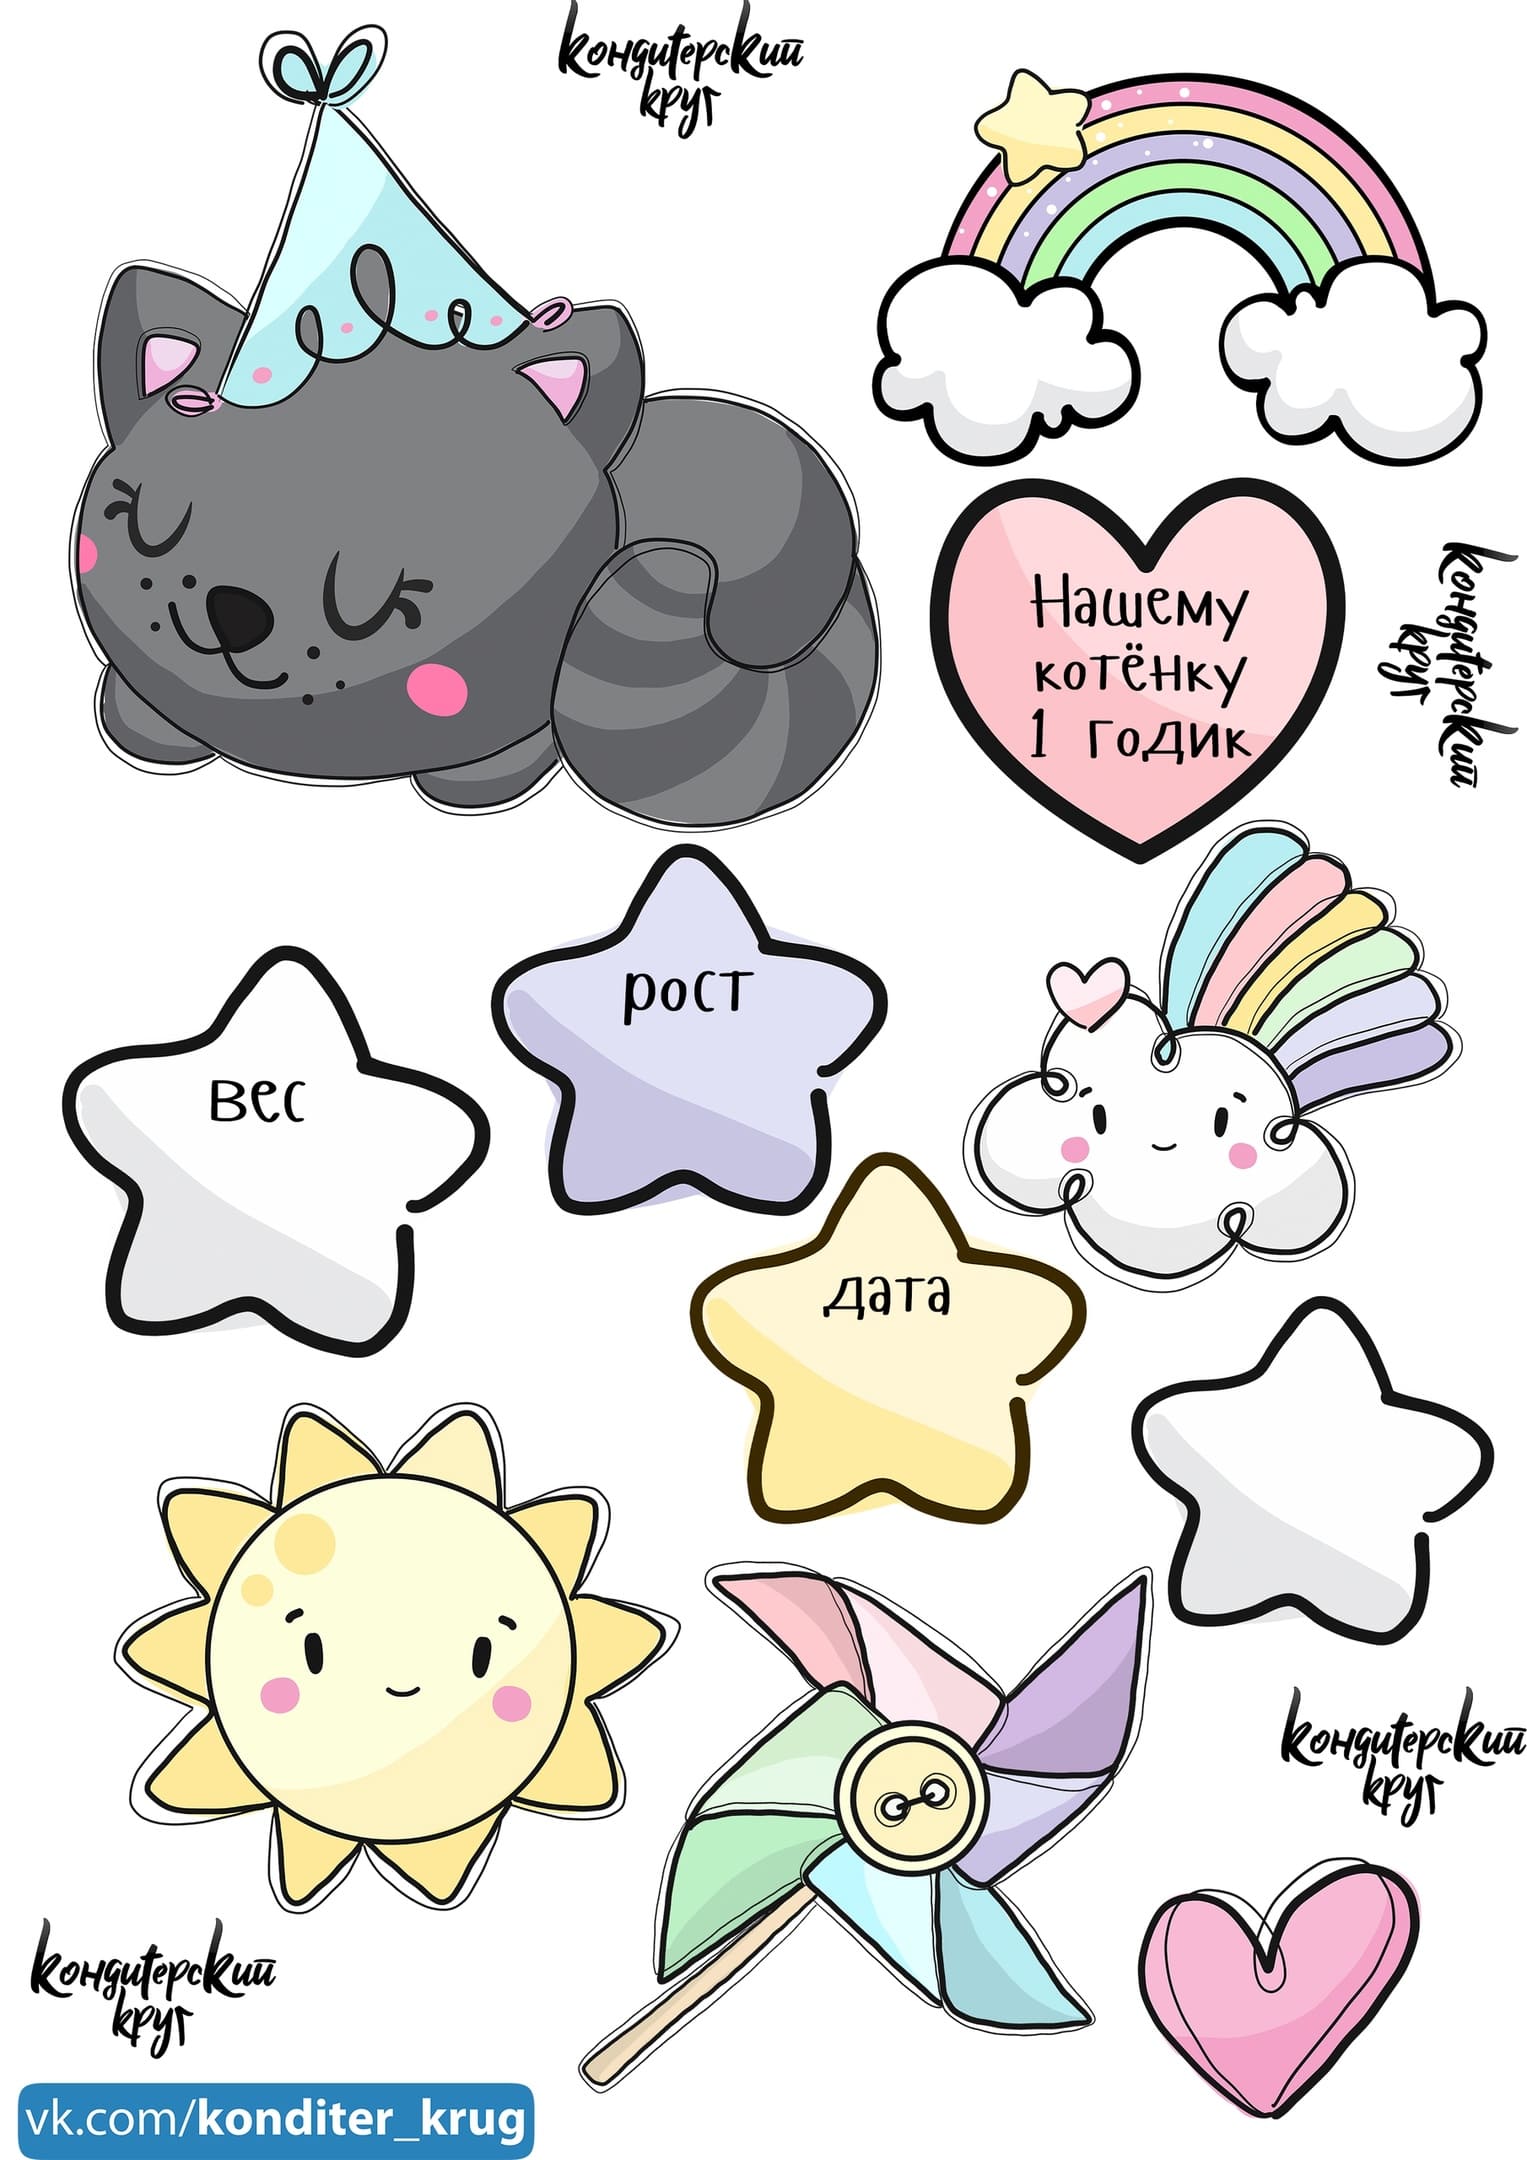 кондитерский
круг
Нашему
котёнку
1 годик
кондитерский
круг
рост
вес
дата
кондитерский
круг
кондитерский
круг
vk.com/konditer_krug